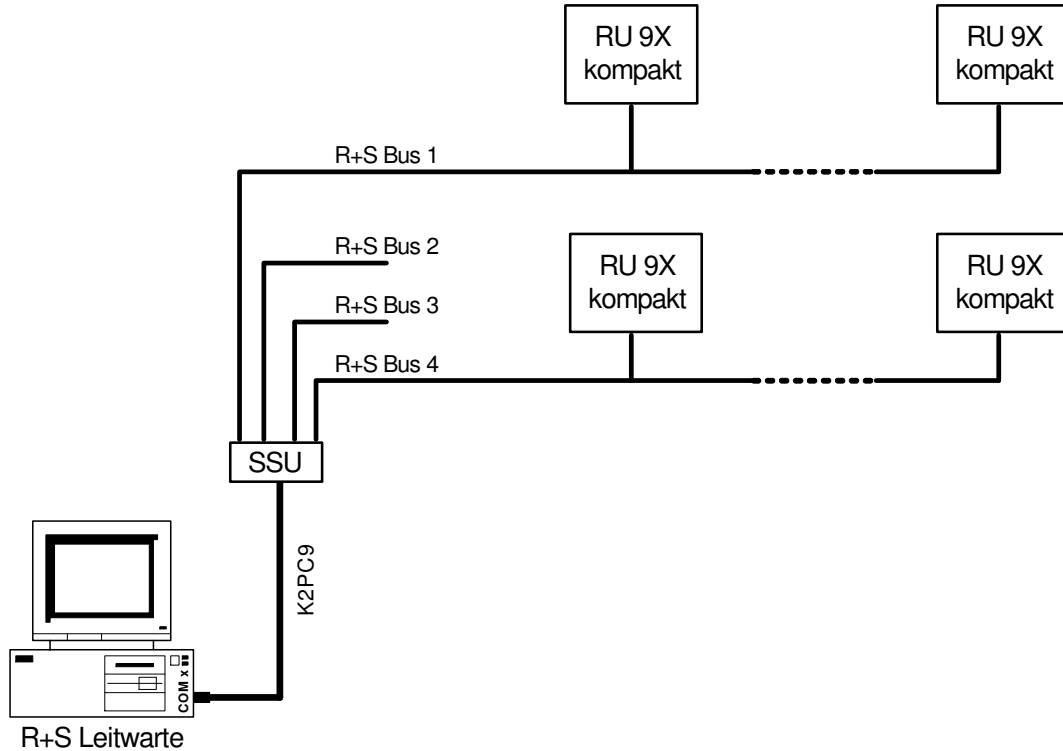 RU 9X
kompakt
RU 9X
kompakt
R+S Bus 1
R+S Bus 2
R+S Bus 3
R+S Bus 4
RU 9X
kompakt
RU 9X
kompakt
SSU
K2PC9
COM x
R+S Leitwarte